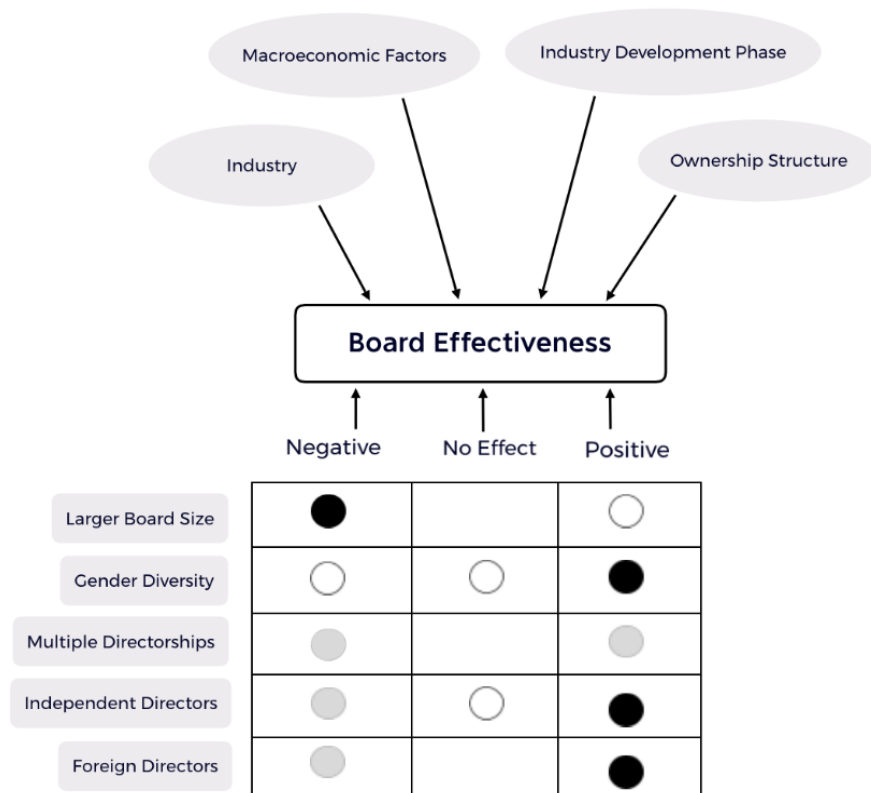 Macroeconomic Factors
Industry Development Phase
Industry
Ownership Structure
Board Effectiveness
Negative
No Effect
Positive
Larger Board Size
Gender Diversity
Multiple Directorships
Independent Directors
Foreign Directors